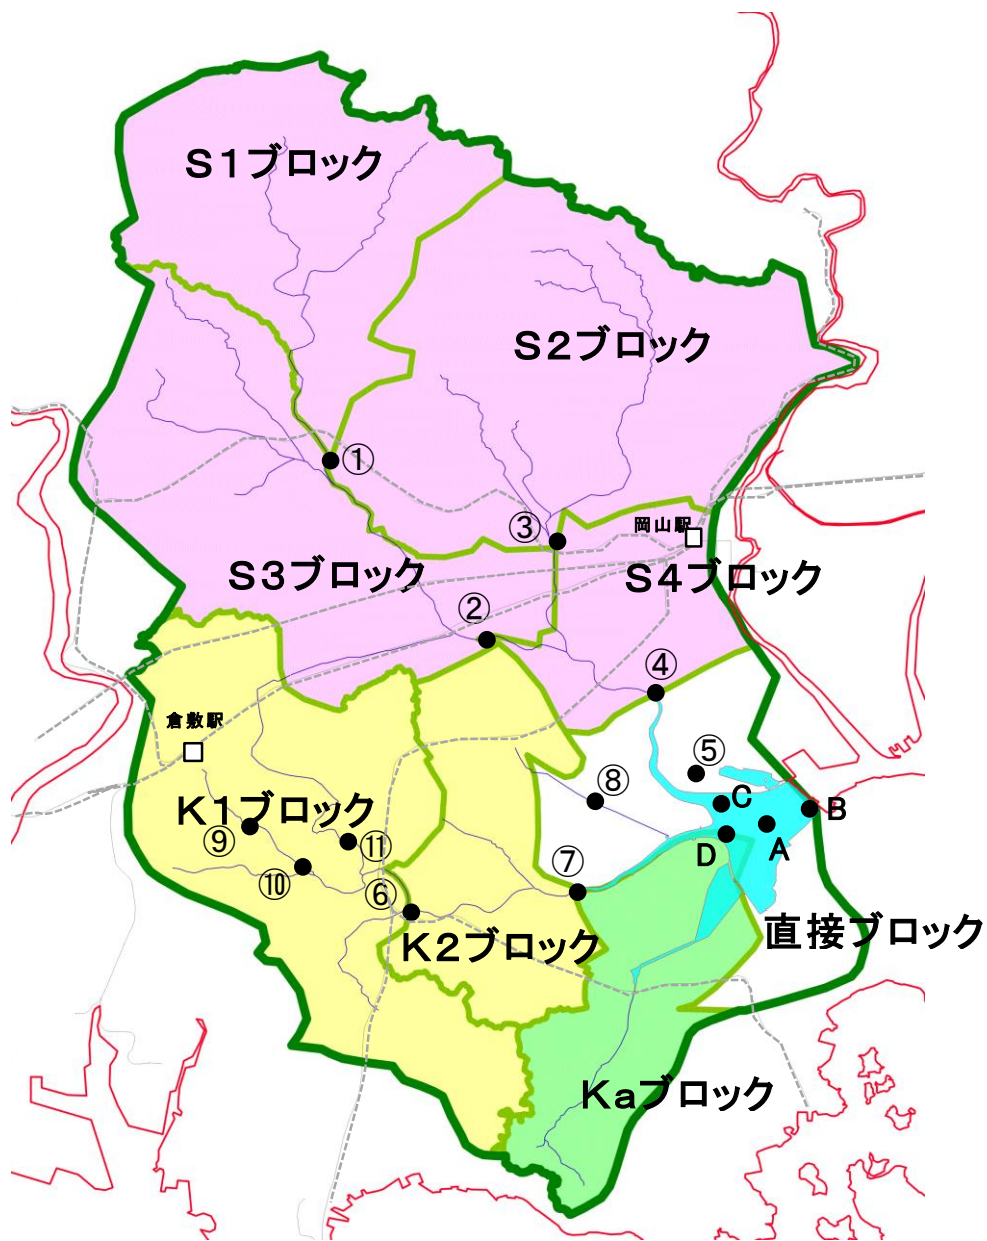 S1ブロック
S2ブロック
①
③
岡山駅
S3ブロック
S4ブロック
②
④
倉敷駅
⑤
⑧
C
B
K1ブロック
⑨
⑪
A
D
⑦
⑩
⑥
直接ブロック
K2ブロック
Kaブロック